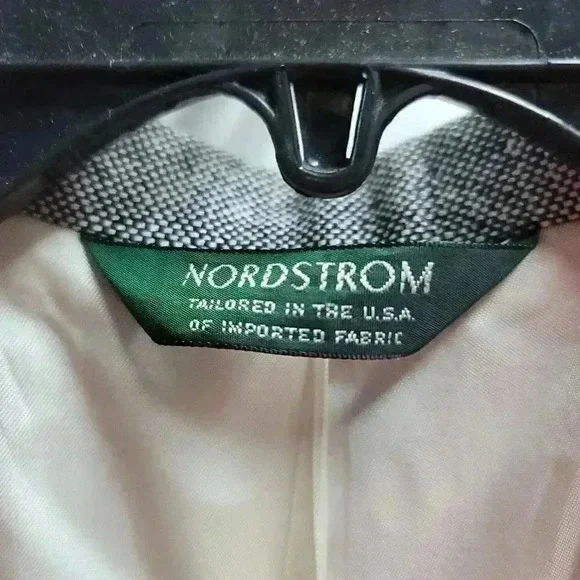 NORDSTROM
TAILORED IN THE U.S.A.
OF IMPORTED FABRIC